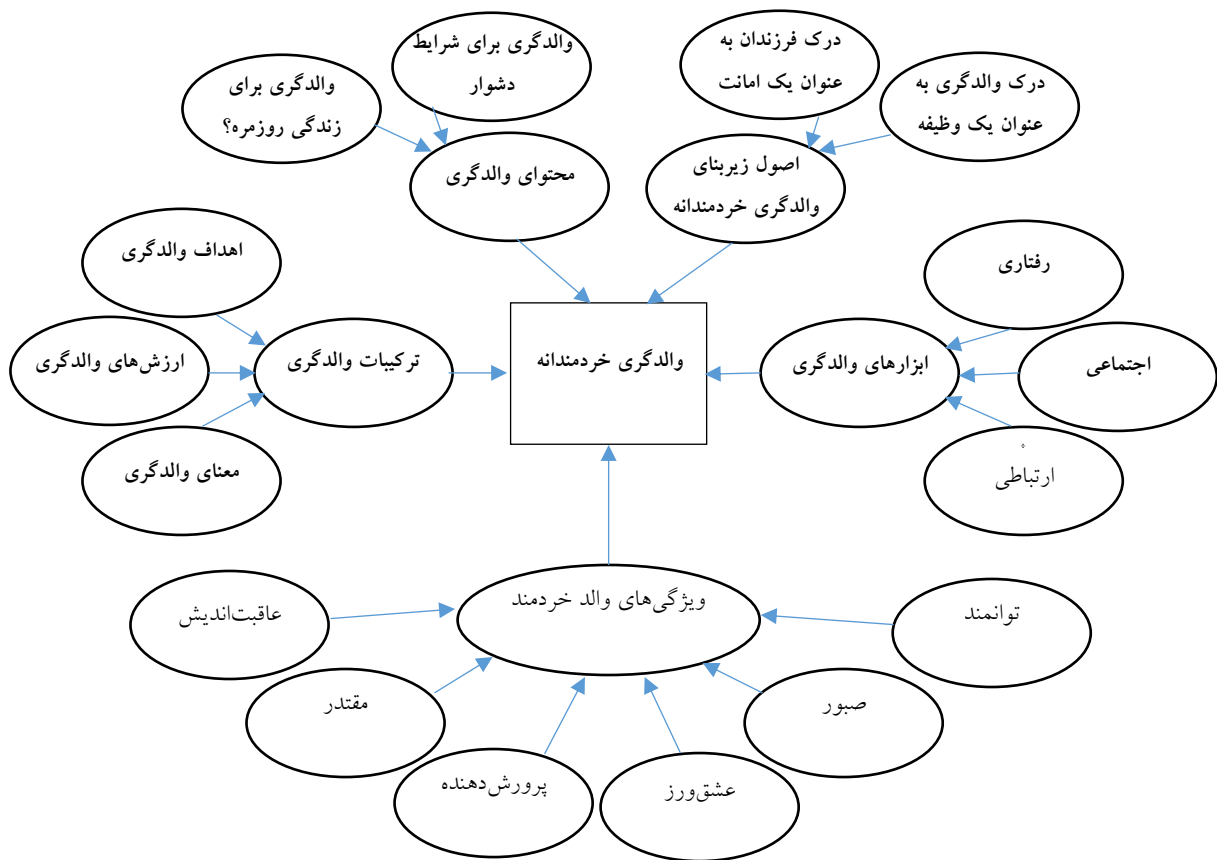 درک فرزندان به
عنوان یک امانت
والدگری برای شرایط
دشوار
درک والدگری به
عنوان یک وظیفه
والدگری برای
زندگی روزمره؟
اصول زیربنای
والدگری خردمندانه
محتوای والدگری
رفتاری
اهداف والدگری
اجتماعی
ابزارهای والدگری
والدگری خردمندانه
ترکیبات والدگری
ارزش‌های والدگری
ارتباطی
معنای والدگری
ویژگی‌های والد خردمند
توانمند
عاقبت‌اندیش
صبور
مقتدر
عشق‌ورز
پرورش‌دهنده